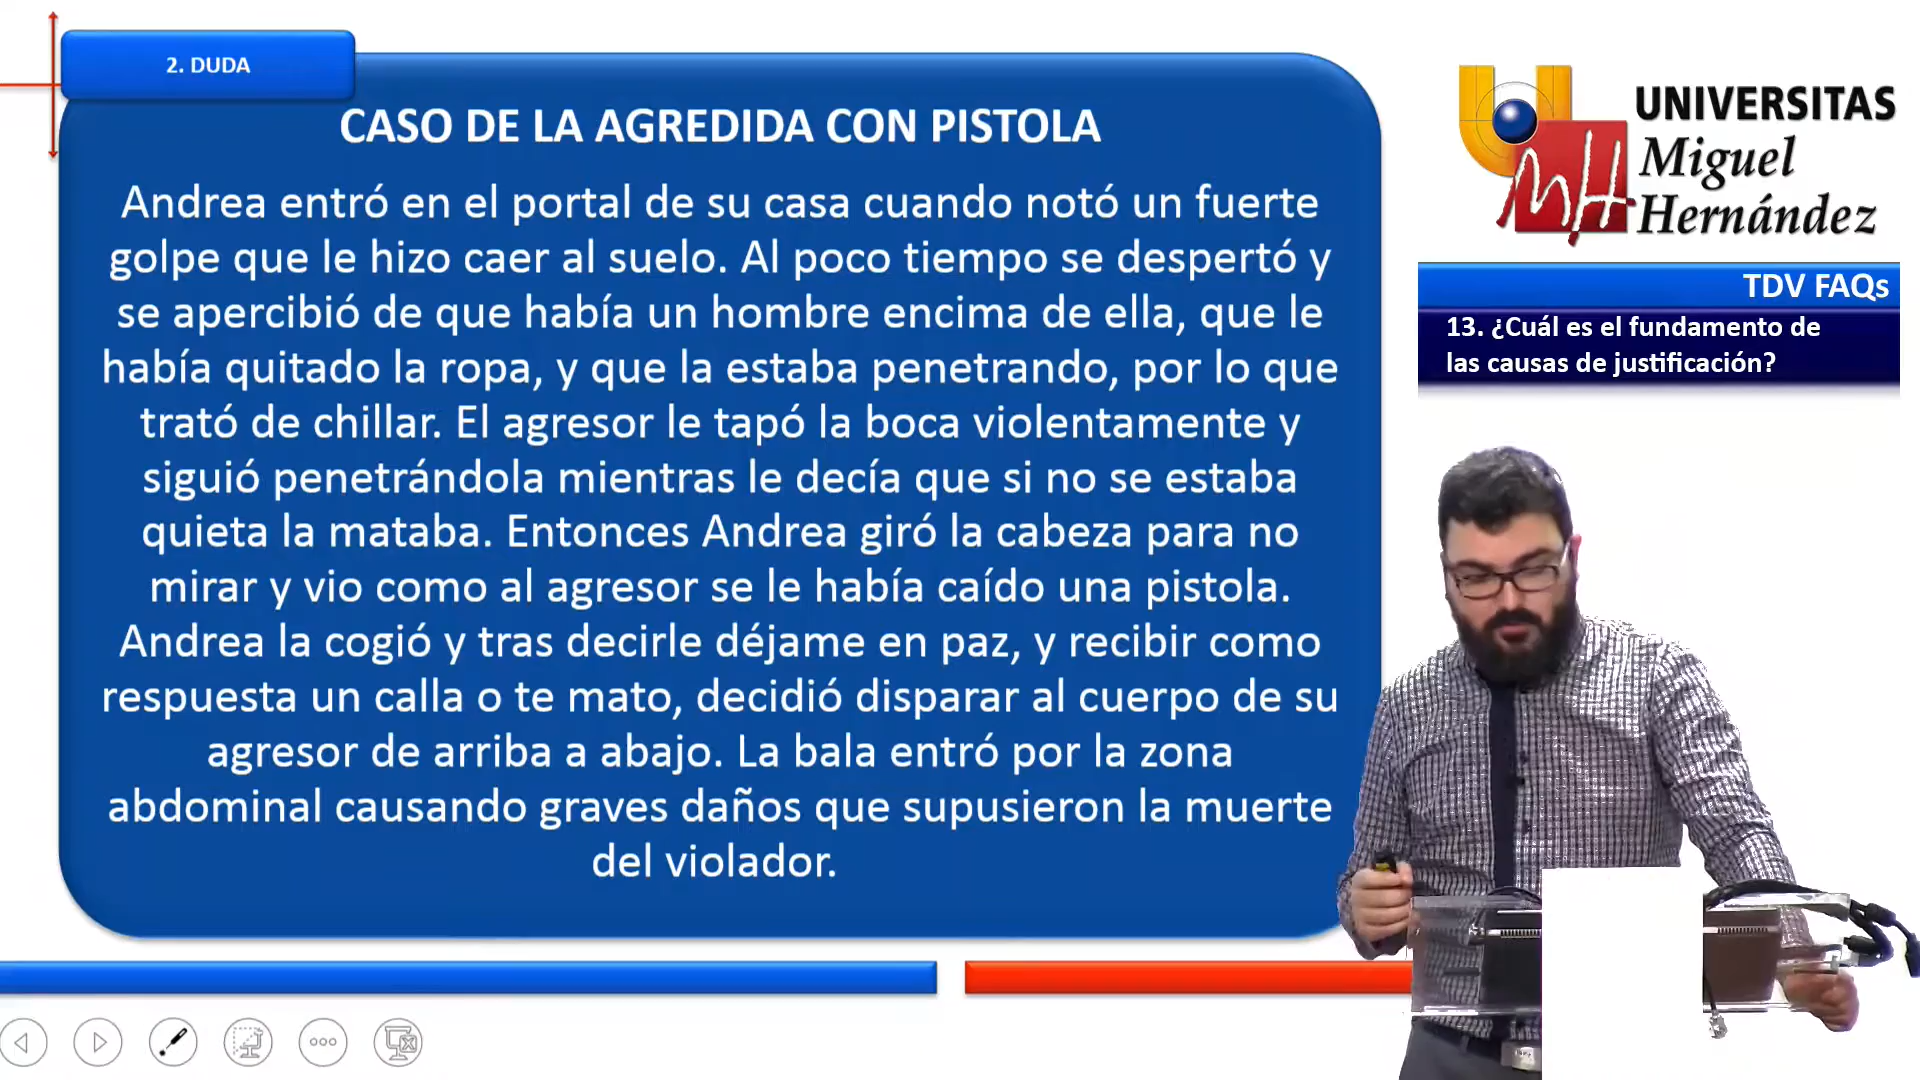 2. DUDA
CASO DE LA AGREDIDA CON PISTOLA
Andrea entró en el portal de su casa cuando notó un fuerte
golpe que le hizo caer al suelo. Al poco tiempo se despertó y
se apercibió de que había un hombre encima de ella, que le
había quitado la ropa, y que la estaba penetrando, por lo que
trató de chillar. El agresor le tapó la boca violentamente y
siguió penetrándola mientras le decía que si no se estaba
quieta la mataba. Entonces Andrea giró la cabeza para no
mirar y vio como al agresor se le había caído una pistola.
Andrea la cogió y tras decirle déjame en paz, y recibir como
respuesta un calla o te mato, decidió disparar al cuerpo de su
agresor de arriba a abajo. La bala entró por la zona
abdominal causando graves daños que supusieron la muerte
del violador.
UNIVERSITAS
Miguel
Hernández
TDV FAQs
13. ¿Cuál es el fundamento de
las causas de justificación?